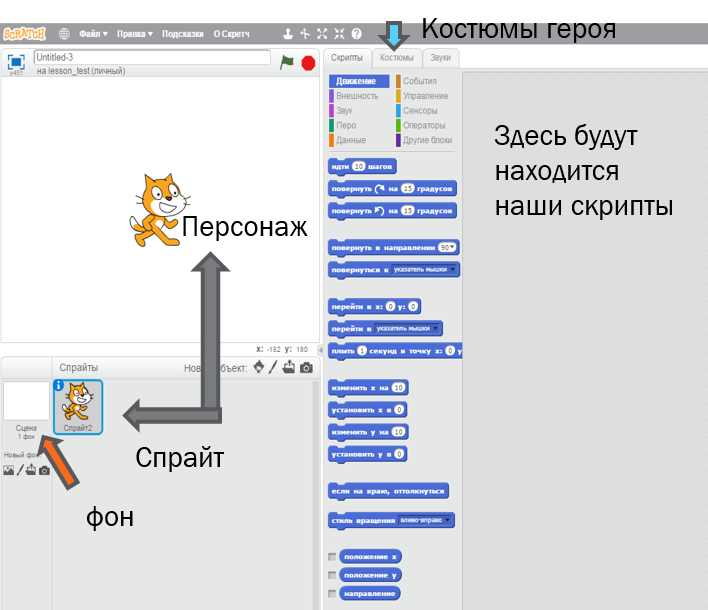 SCRATCH Файл Правка Подсказки О Скретч
Костюмы героя
v461
Untitled-3
на lesson_test (личный)
Скрипты Костюмы Звуки
Движение События
Внешность Управление
Звук Сенсоры
Перо Операторы
Данные Другие блоки
Здесь будут
находится
наши скрипты
Персонаж
идти 10 шагов
повернуть на 15 градусов
повернуть на 15 градусов
повернуть в направлении 90
повернуться к указатель мышки
перейти в x: 0 y: 0
перейти в указатель мышки
плыть 1 секунд в точку x: 0 y
изменить x на 10
установить x в 0
изменить y на 10
установить y в 0
если на краю, оттолкнуться
стиль вращения влево-вправо
положение x
положение y
направление
x: -182 y: 180
Спрайты Нов объект:
Сцена
1 фон
Спрайт2
Новый фон
Спрайт
фон